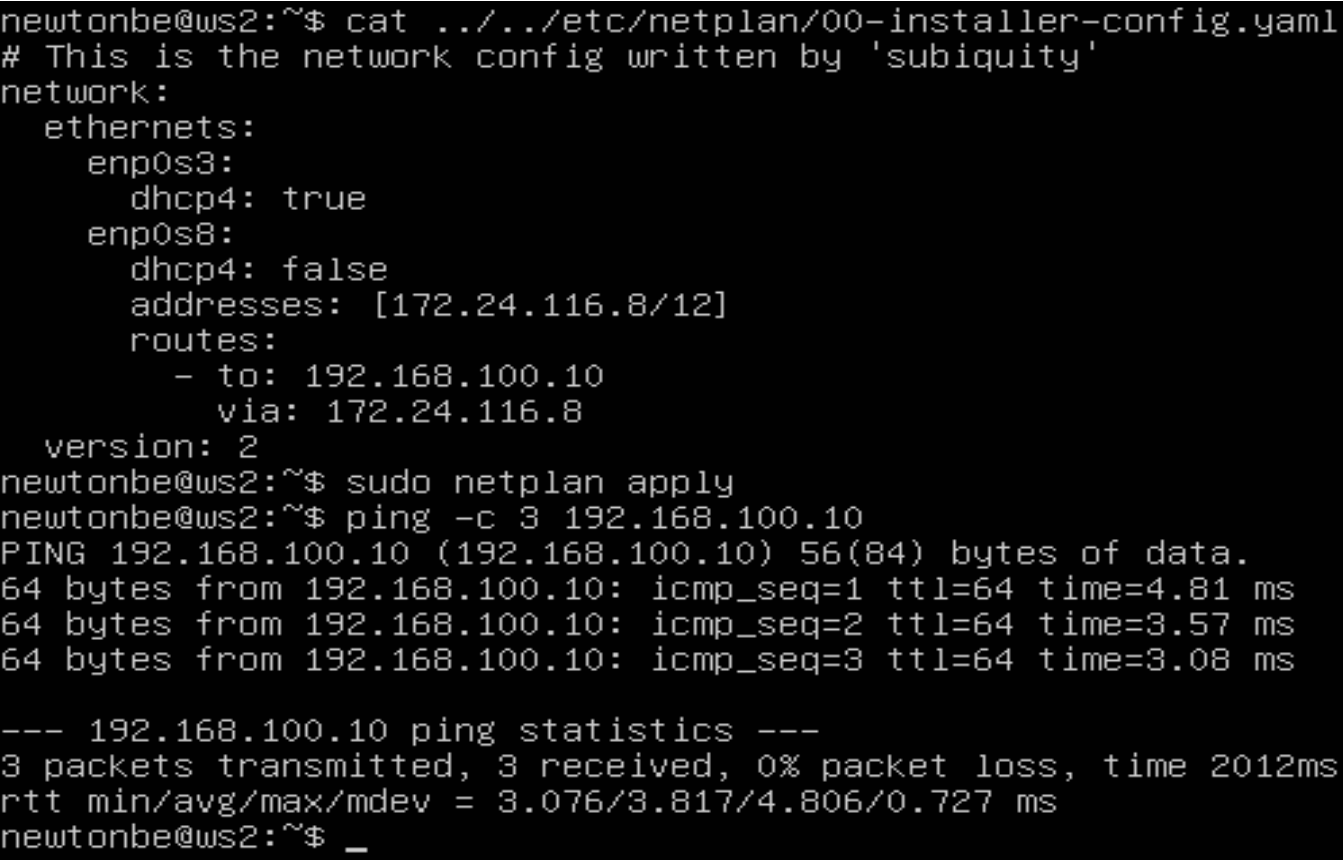 newtonbe@ws2:~$ cat ../../etc/netplan/00-installer-config.yaml
# This is the network config written by 'subiquity'
network:
  ethernets:
    enp0s3:
      dhcp4: true
    enp0s8:
      dhcp4: false
      addresses: [172.24.116.8/12]
      routes:
        - to: 192.168.100.10
          via: 172.24.116.8
  version: 2
newtonbe@ws2:~$ sudo netplan apply
newtonbe@ws2:~$ ping -c 3 192.168.100.10
PING 192.168.100.10 (192.168.100.10) 56(84) bytes of data.
64 bytes from 192.168.100.10: icmp_seq=1 ttl=64 time=4.81 ms
64 bytes from 192.168.100.10: icmp_seq=2 ttl=64 time=3.57 ms
64 bytes from 192.168.100.10: icmp_seq=3 ttl=64 time=3.08 ms

--- 192.168.100.10 ping statistics ---
3 packets transmitted, 3 received, 0% packet loss, time 2012ms
rtt min/avg/max/mdev = 3.076/3.817/4.806/0.727 ms
newtonbe@ws2:~$ _